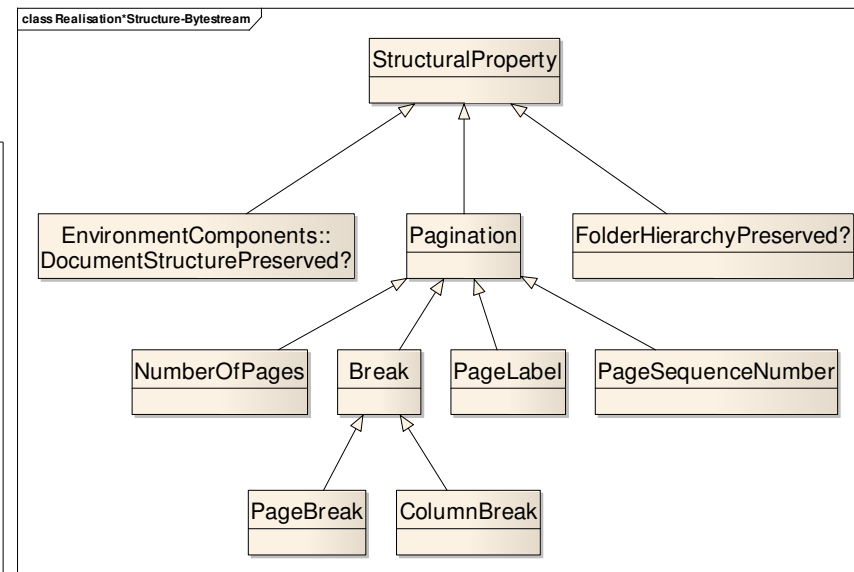 class Realisation*Structure-Bytestream
StructuralProperty
EnvironmentComponents::
DocumentStructurePreserved?
Pagination
FolderHierarchyPreserved?
NumberOfPages
Break
PageLabel
PageSequenceNumber
PageBreak
ColumnBreak